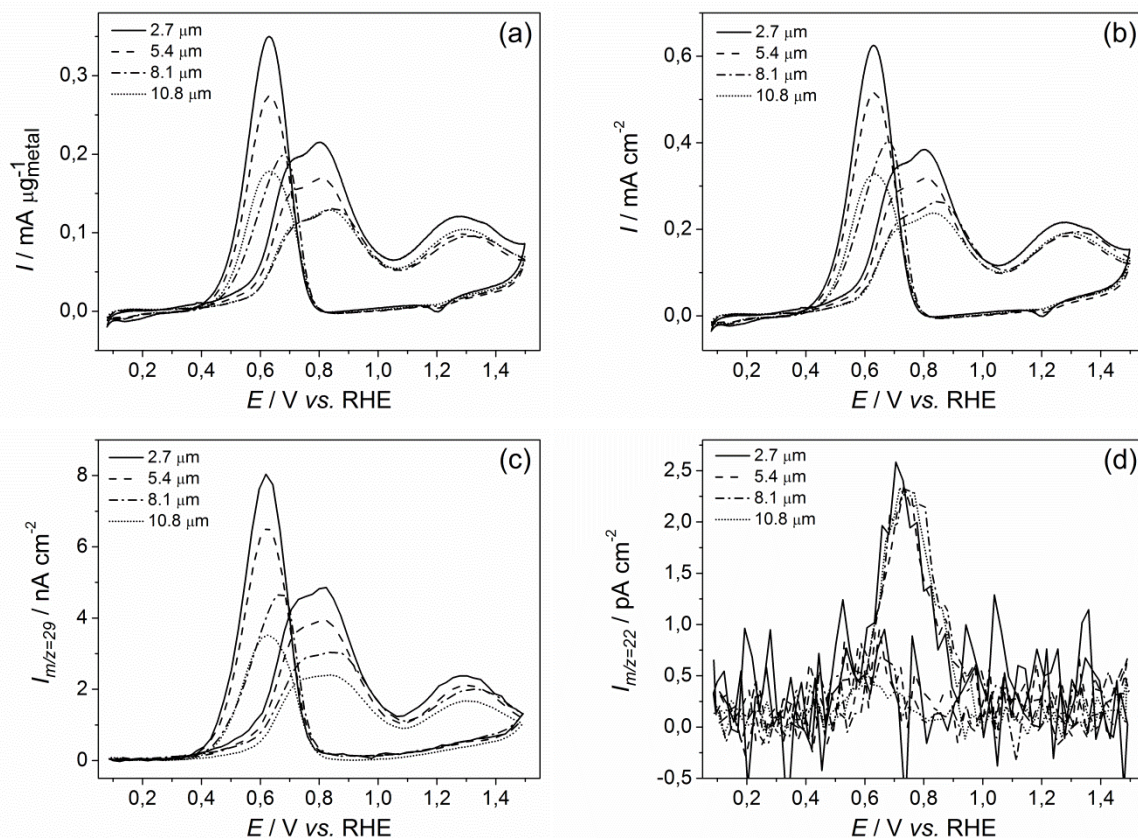 (a)
2.7 μm
5.4 μm
8.1 μm
10.8 μm
I / mA μg⁻¹metal
0,3
0,2
0,1
0,0
0,2 0,4 0,6 0,8 1,0 1,2 1,4
E / V vs. RHE
(b)
2.7 μm
5.4 μm
8.1 μm
10.8 μm
I / mA cm⁻²
0,6
0,4
0,2
0,0
0,2 0,4 0,6 0,8 1,0 1,2 1,4
E / V vs. RHE
(c)
2.7 μm
5.4 μm
8.1 μm
10.8 μm
I m/z=29 / nA cm⁻²
8
6
4
2
0
0,2 0,4 0,6 0,8 1,0 1,2 1,4
E / V vs. RHE
(d)
2.7 μm
5.4 μm
8.1 μm
10.8 μm
I m/z=22 / pA cm⁻²
2,5
2,0
1,5
1,0
0,5
0,0
-0,5
0,2 0,4 0,6 0,8 1,0 1,2 1,4
E / V vs. RHE